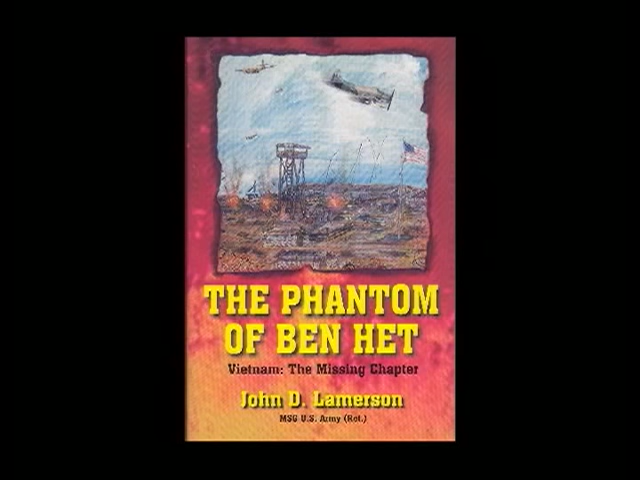 THE PHANTOM
OF BEN HET
Vietnam: The Missing Chapter
John D. Lamerson
MSG U.S. Army (Ret.)